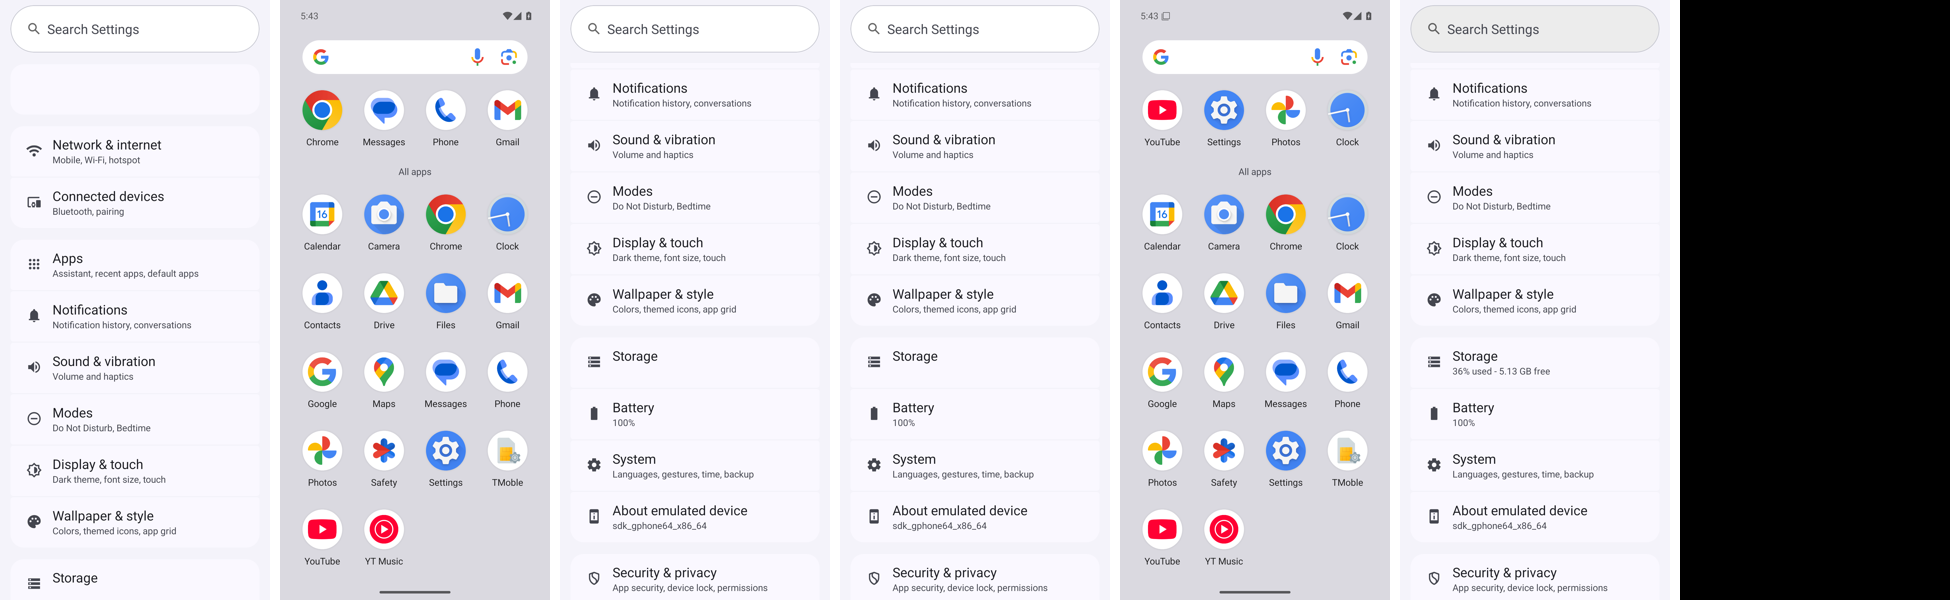 Search Settings
Network & internet
Mobile, Wi-Fi, hotspot
Connected devices
Bluetooth, pairing
Apps
Assistant, recent apps, default apps
Notifications
Notification history, conversations
Sound & vibration
Volume and haptics
Modes
Do Not Disturb, Bedtime
Display & touch
Dark theme, font size, touch
Wallpaper & style
Colors, themed icons, app grid
Storage
5:43
Chrome Messages Phone Gmail
All apps
16
Calendar Camera Chrome Clock
Contacts Drive Files Gmail
Google Maps Messages Phone
Photos Safety Settings TMoble
YouTube YT Music
Search Settings
Notifications
Notification history, conversations
Sound & vibration
Volume and haptics
Modes
Do Not Disturb, Bedtime
Display & touch
Dark theme, font size, touch
Wallpaper & style
Colors, themed icons, app grid
Storage
Battery
100%
System
Languages, gestures, time, backup
About emulated device
sdk_gphone64_x86_64
Security & privacy
App security, device lock, permissions
Search Settings
Notifications
Notification history, conversations
Sound & vibration
Volume and haptics
Modes
Do Not Disturb, Bedtime
Display & touch
Dark theme, font size, touch
Wallpaper & style
Colors, themed icons, app grid
Storage
Battery
100%
System
Languages, gestures, time, backup
About emulated device
sdk_gphone64_x86_64
Security & privacy
App security, device lock, permissions
5:43
YouTube Settings Photos Clock
All apps
16
Calendar Camera Chrome Clock
Contacts Drive Files Gmail
Google Maps Messages Phone
Photos Safety Settings TMoble
YouTube YT Music
Search Settings
Notifications
Notification history, conversations
Sound & vibration
Volume and haptics
Modes
Do Not Disturb, Bedtime
Display & touch
Dark theme, font size, touch
Wallpaper & style
Colors, themed icons, app grid
Storage
36% used - 5.13 GB free
Battery
100%
System
Languages, gestures, time, backup
About emulated device
sdk_gphone64_x86_64
Security & privacy
App security, device lock, permissions